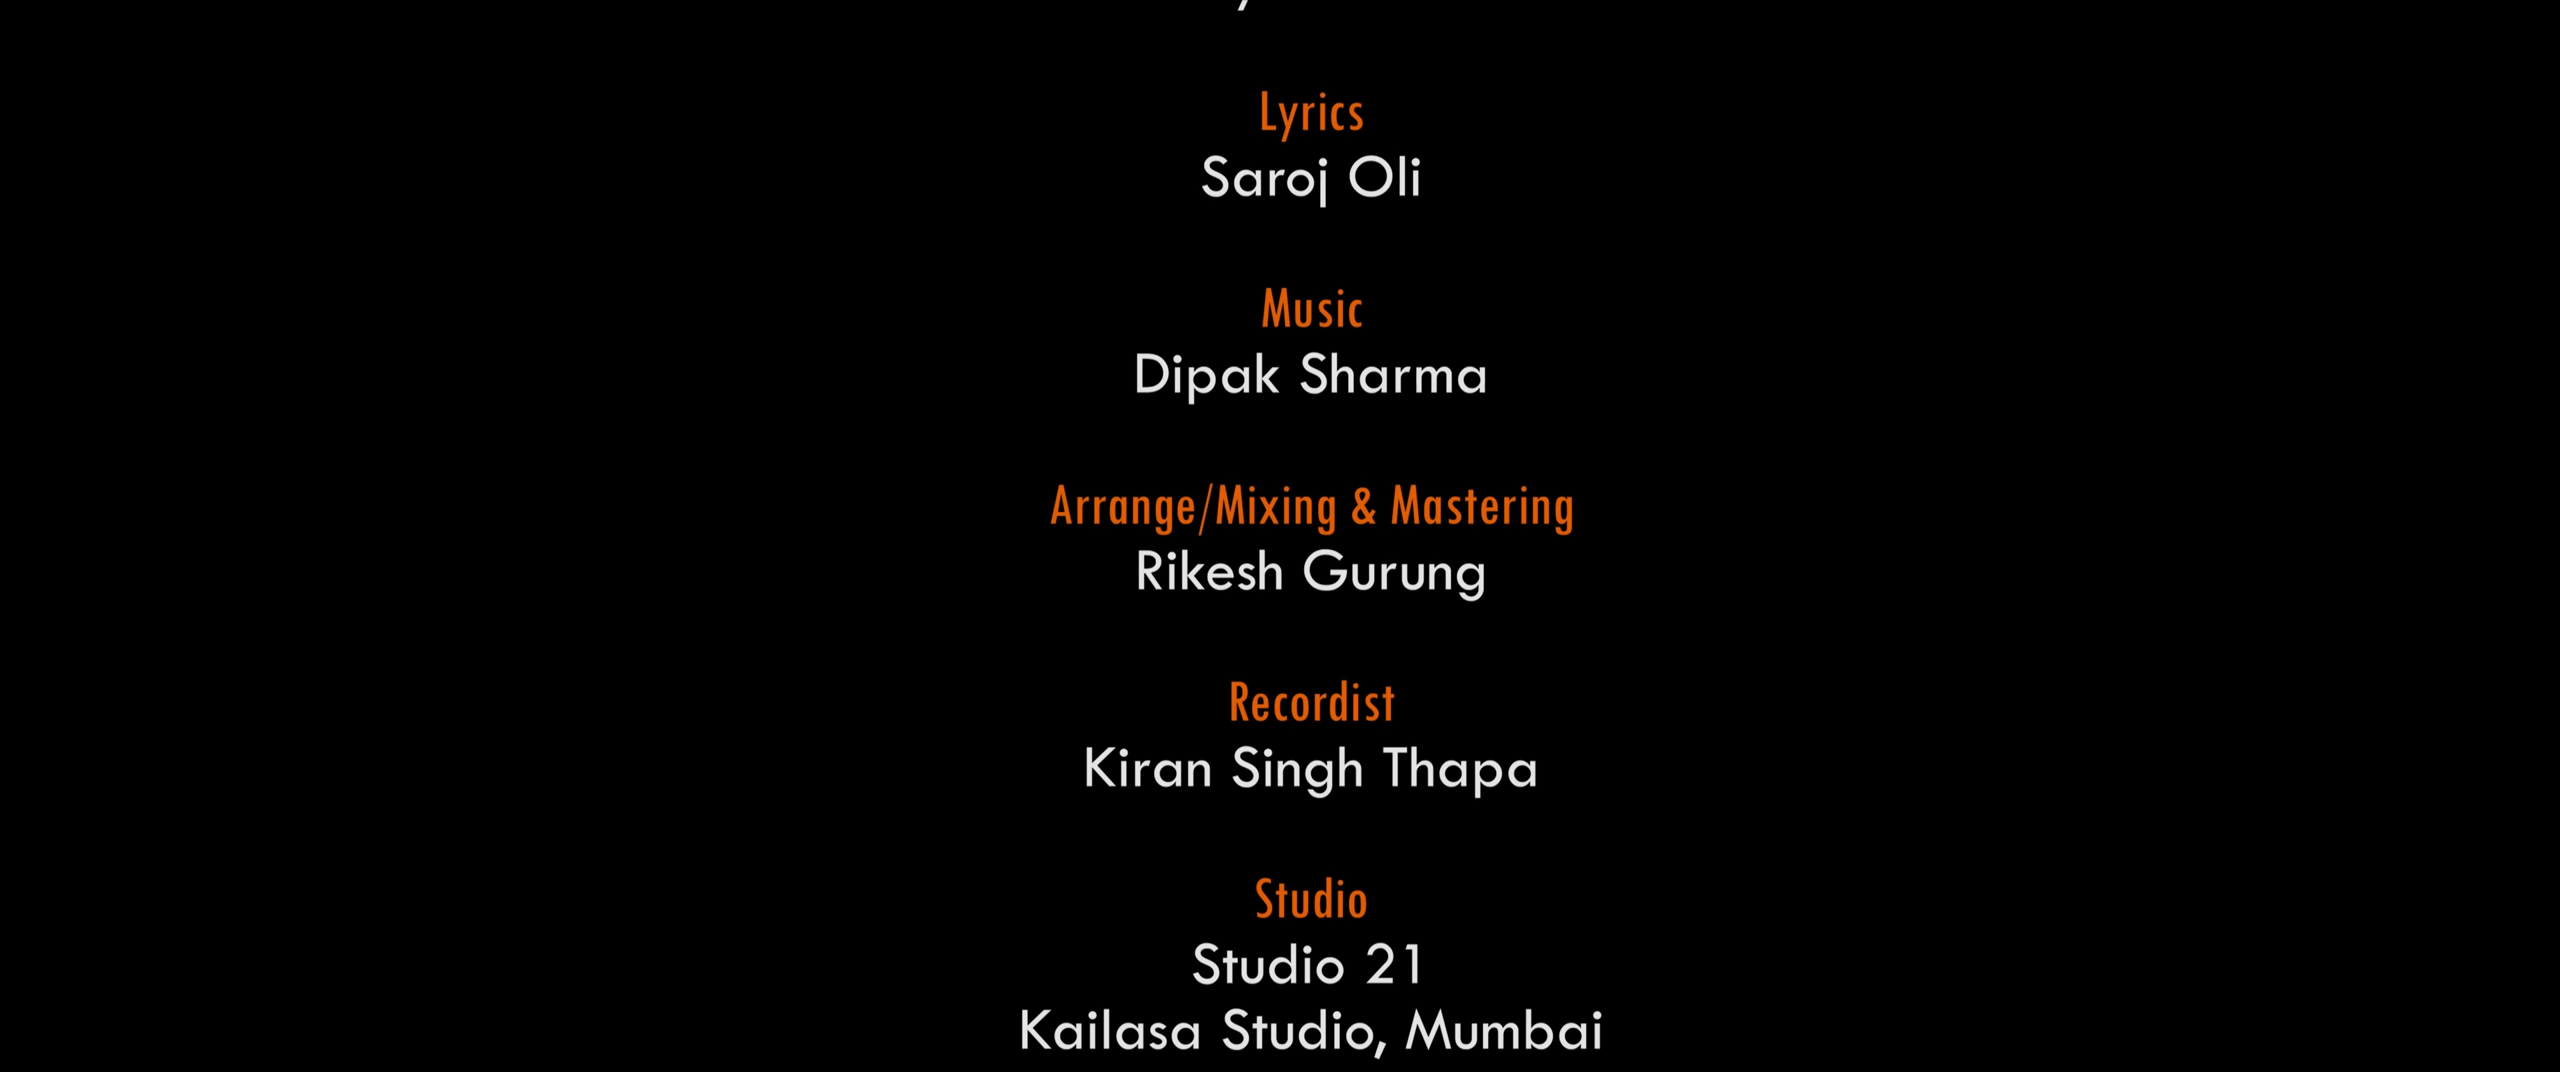 Lyrics
Saroj Oli
Music
Dipak Sharma
Arrange/Mixing & Mastering
Rikesh Gurung
Recordist
Kiran Singh Thapa
Studio
Studio 21
Kailasa Studio, Mumbai